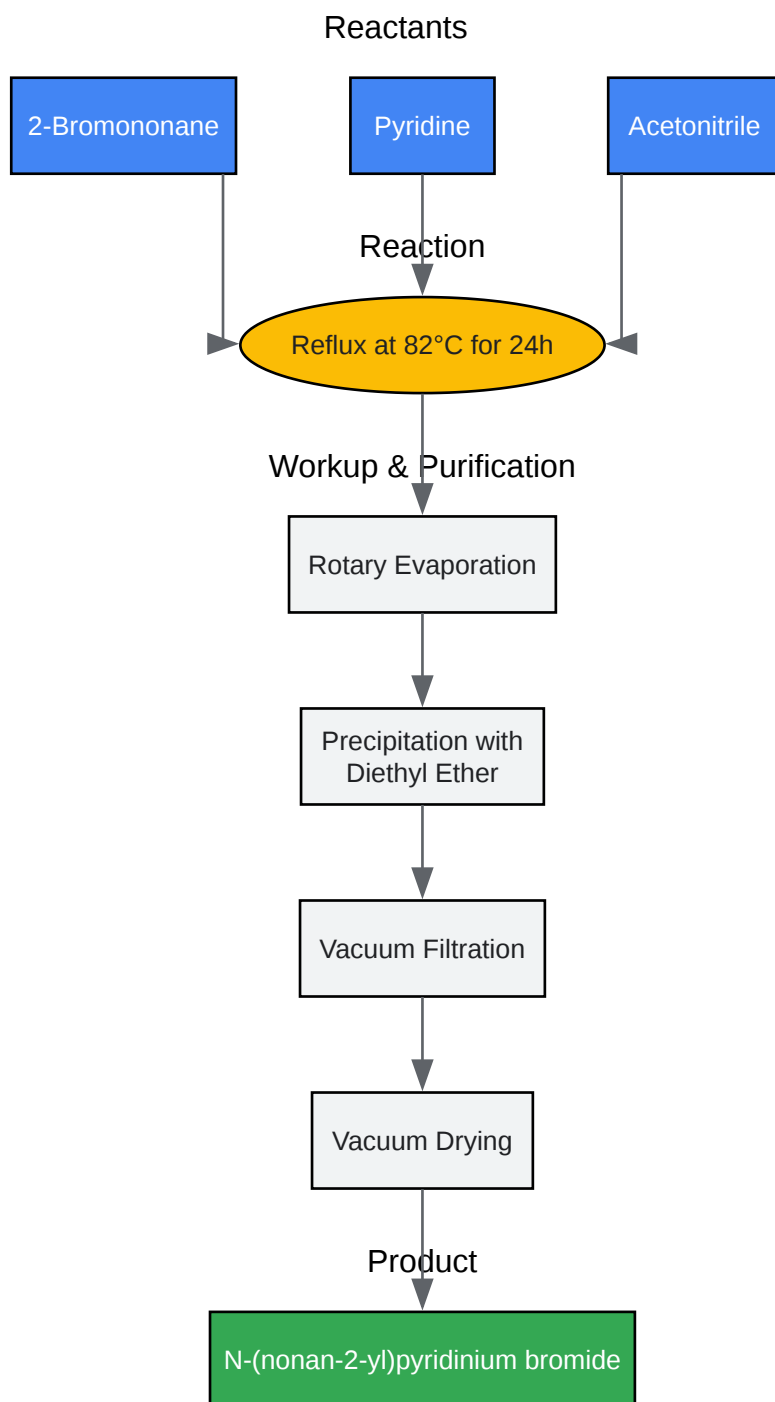 Reactants
2-Bromononane
Pyridine
Acetonitrile
Reaction
Reflux at 82°C for 24h
Workup & Purification
Rotary Evaporation
Precipitation with
Diethyl Ether
Vacuum Filtration
Vacuum Drying
Product
N-(nonan-2-yl)pyridinium bromide